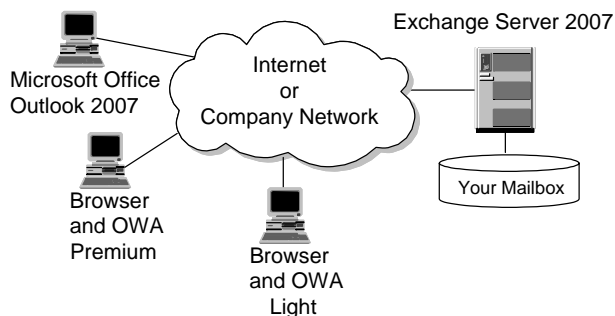 Exchange Server 2007
Internet
or
Company Network
Microsoft Office
Outlook 2007
Your Mailbox
Browser
and OWA
Premium
Browser
and OWA
Light